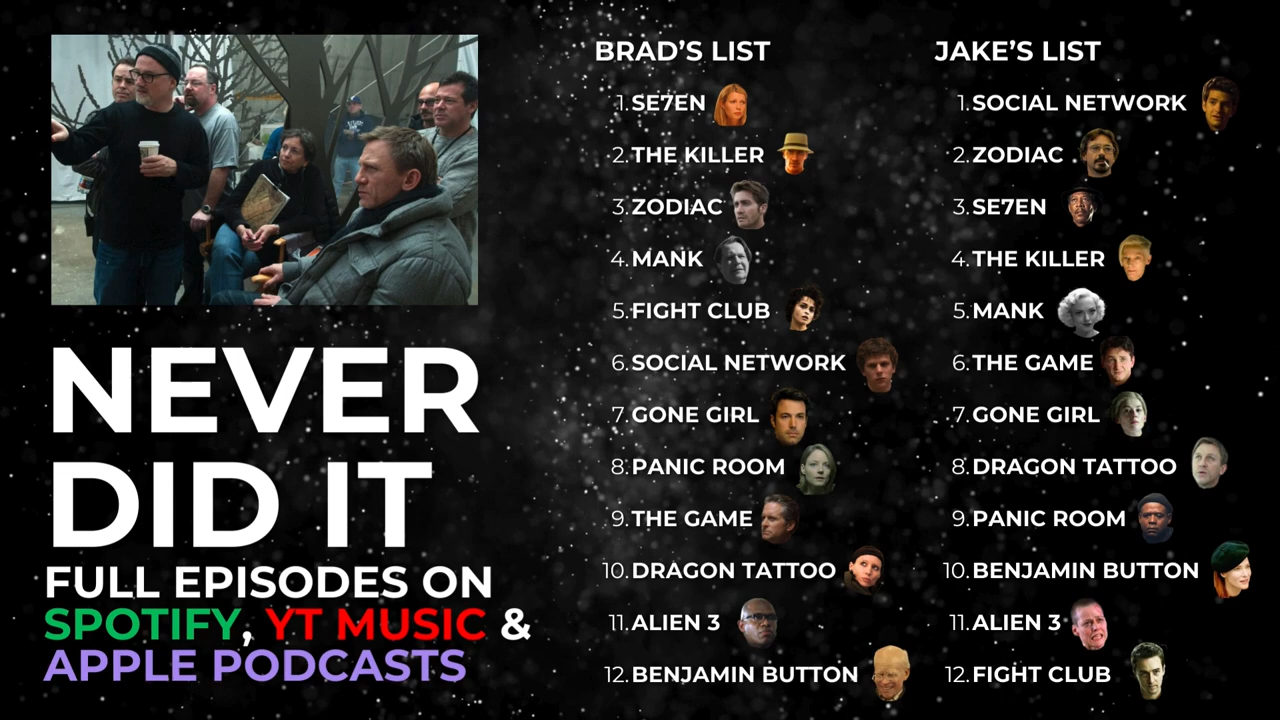 NEVER
DID IT
FULL EPISODES ON
SPOTIFY, YT MUSIC &
APPLE PODCASTS
BRAD'S LIST
1. SE7EN
2. THE KILLER
3. ZODIAC
4. MANK
5. FIGHT CLUB
6. SOCIAL NETWORK
7. GONE GIRL
8. PANIC ROOM
9. THE GAME
10. DRAGON TATTOO
11. ALIEN 3
12. BENJAMIN BUTTON
JAKE'S LIST
1. SOCIAL NETWORK
2. ZODIAC
3. SE7EN
4. THE KILLER
5. MANK
6. THE GAME
7. GONE GIRL
8. DRAGON TATTOO
9. PANIC ROOM
10. BENJAMIN BUTTON
11. ALIEN 3
12. FIGHT CLUB